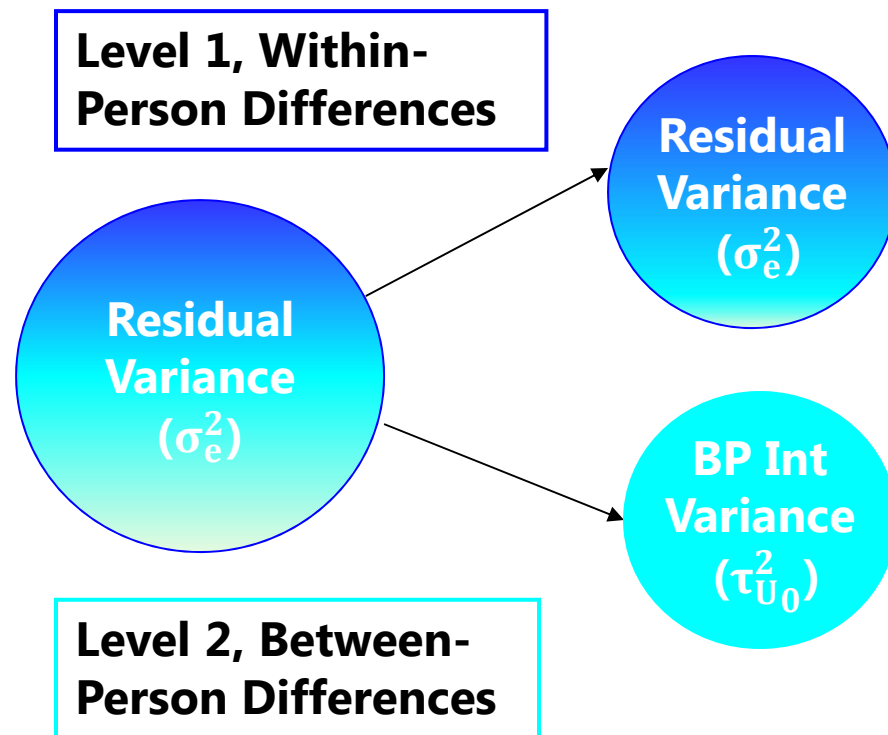 Level 1, Within-
Person Differences
Residual
Variance
(σ²ₑ)
Residual
Variance
(σ²ₑ)
BP Int
Variance
(τ²_U₀)
Level 2, Between-
Person Differences